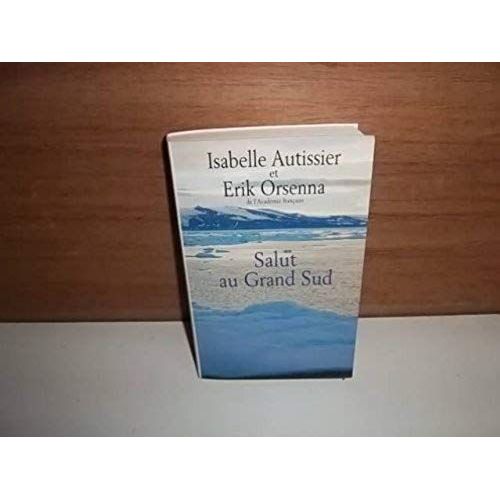 Isabelle Autissier
et
Erik Orsenna
de l'Académie française
Salut
au Grand Sud